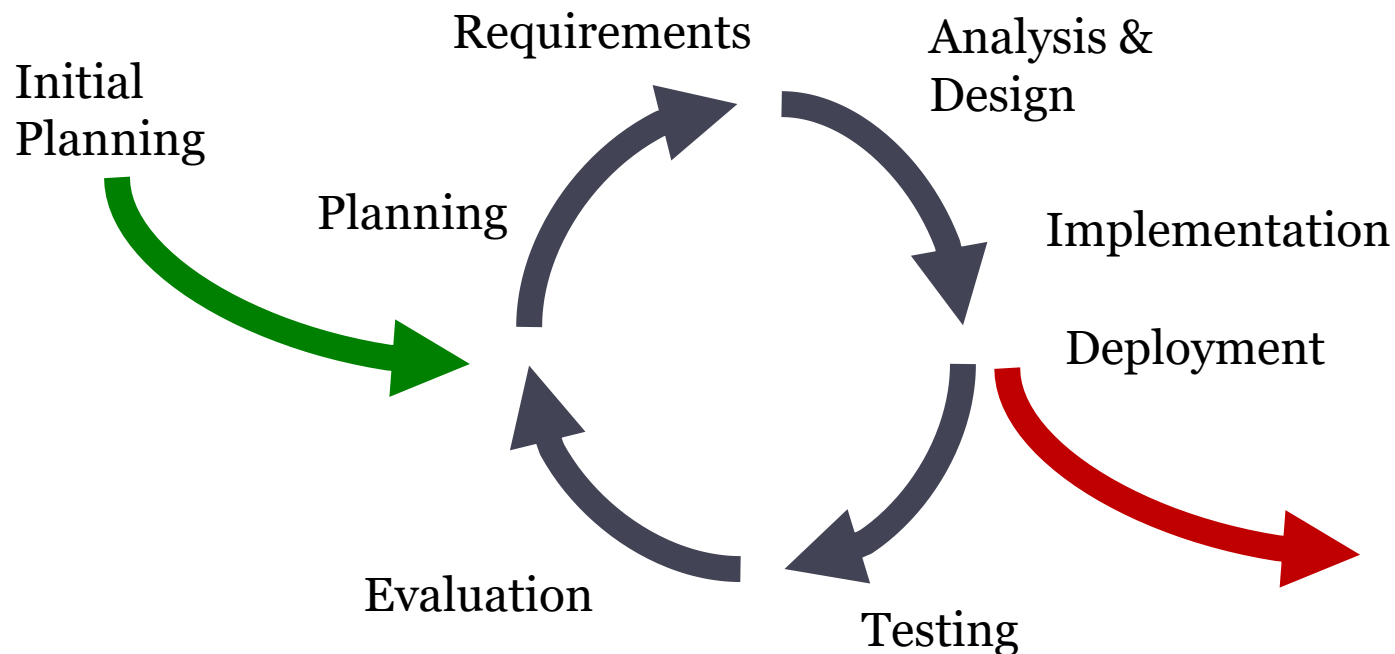 Initial
Planning
Planning
Requirements
Analysis &
Design
Implementation
Deployment
Testing
Evaluation